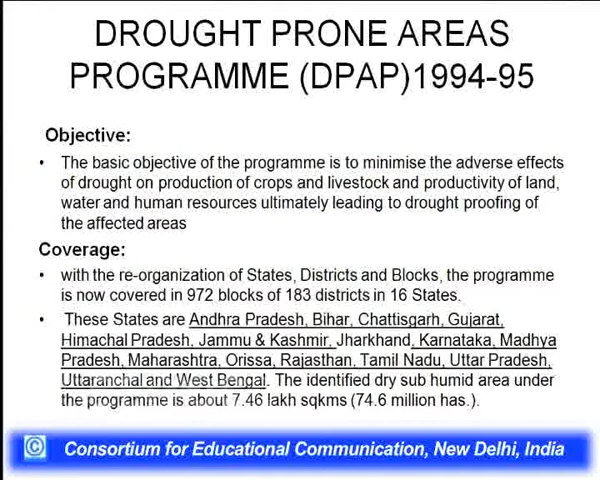 DROUGHT PRONE AREAS
PROGRAMME (DPAP)1994-95
Objective:
• The basic objective of the programme is to minimise the adverse effects
of drought on production of crops and livestock and productivity of land,
water and human resources ultimately leading to drought proofing of
the affected areas
Coverage:
• with the re-organization of States, Districts and Blocks, the programme
is now covered in 972 blocks of 183 districts in 16 States.
• These States are Andhra Pradesh, Bihar, Chattisgarh, Gujarat,
Himachal Pradesh, Jammu & Kashmir, Jharkhand, Karnataka, Madhya
Pradesh, Maharashtra, Orissa, Rajasthan, Tamil Nadu, Uttar Pradesh,
Uttaranchal and West Bengal. The identified dry sub humid area under
the programme is about 7.46 lakh sqkms (74.6 million has.).
© Consortium for Educational Communication, New Delhi, India